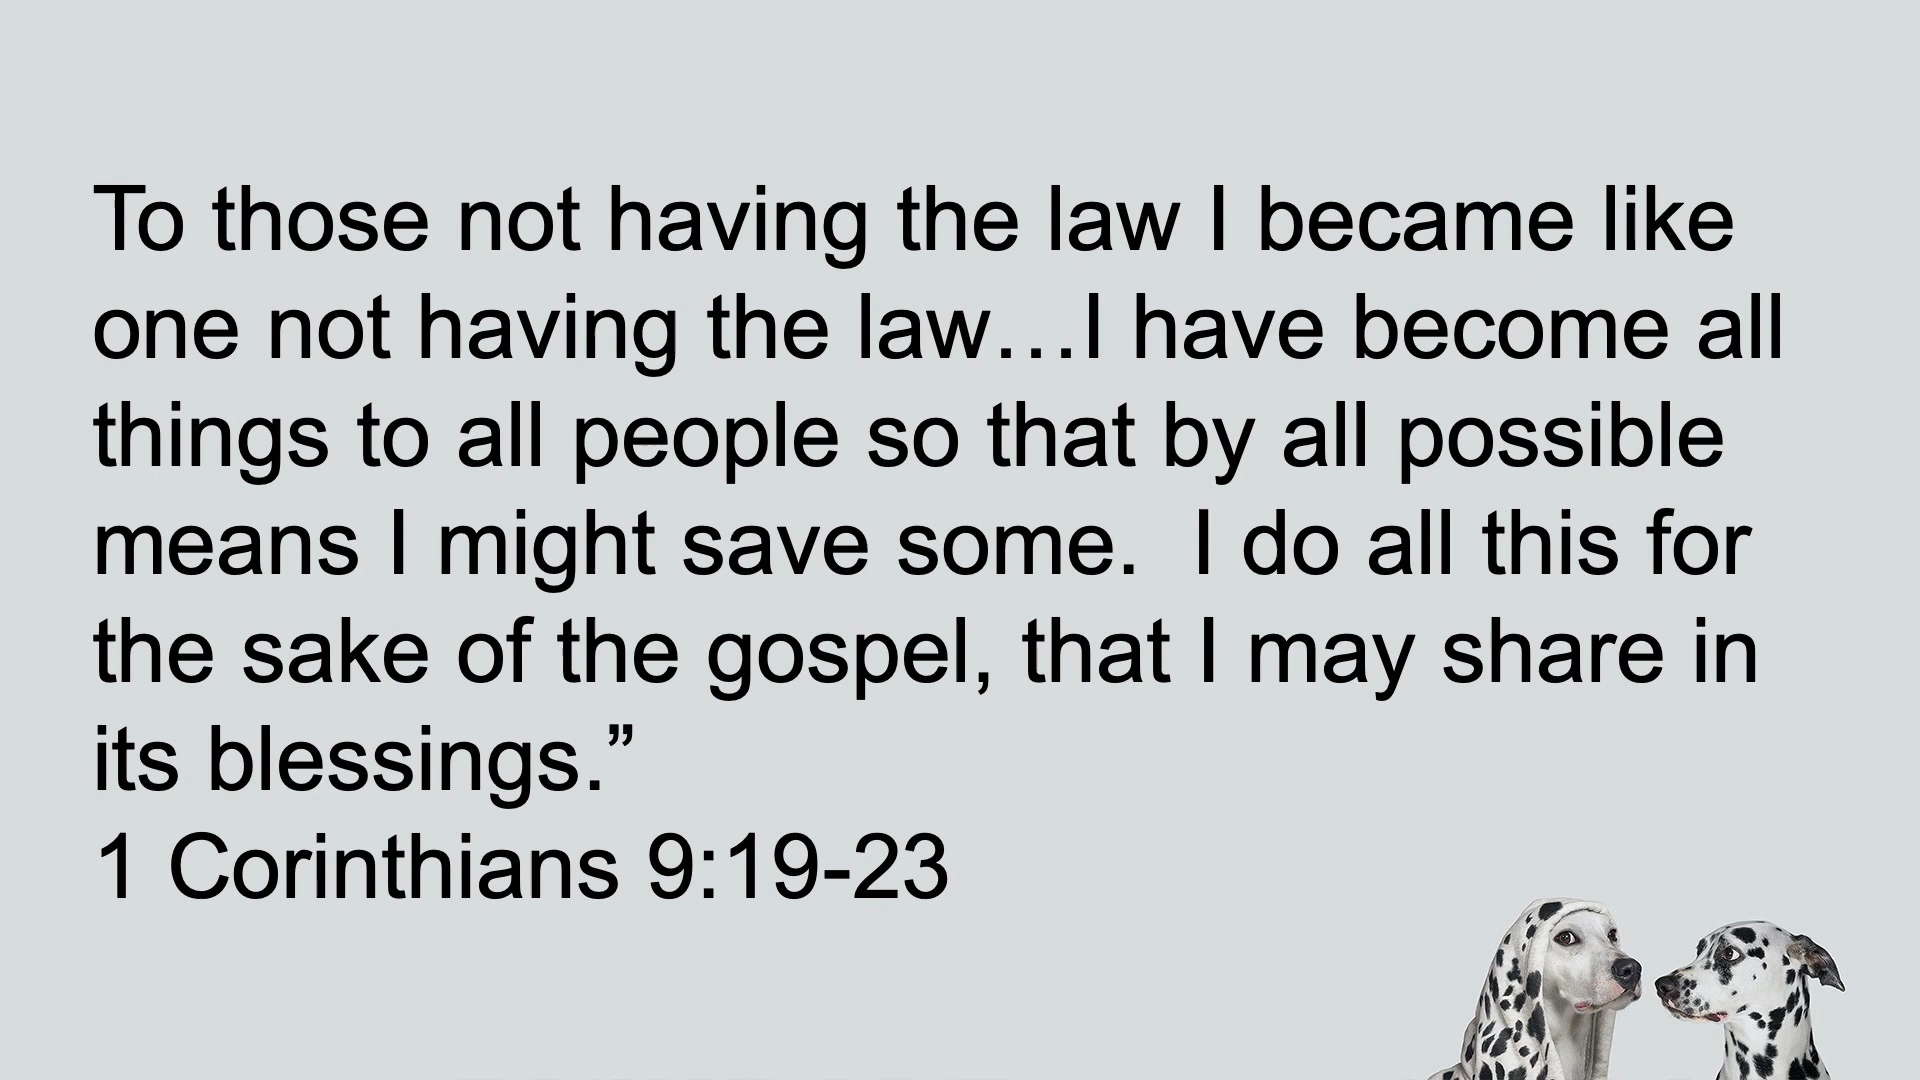 To those not having the law I became like
one not having the law…I have become all
things to all people so that by all possible
means I might save some.  I do all this for
the sake of the gospel, that I may share in
its blessings.”
1 Corinthians 9:19-23